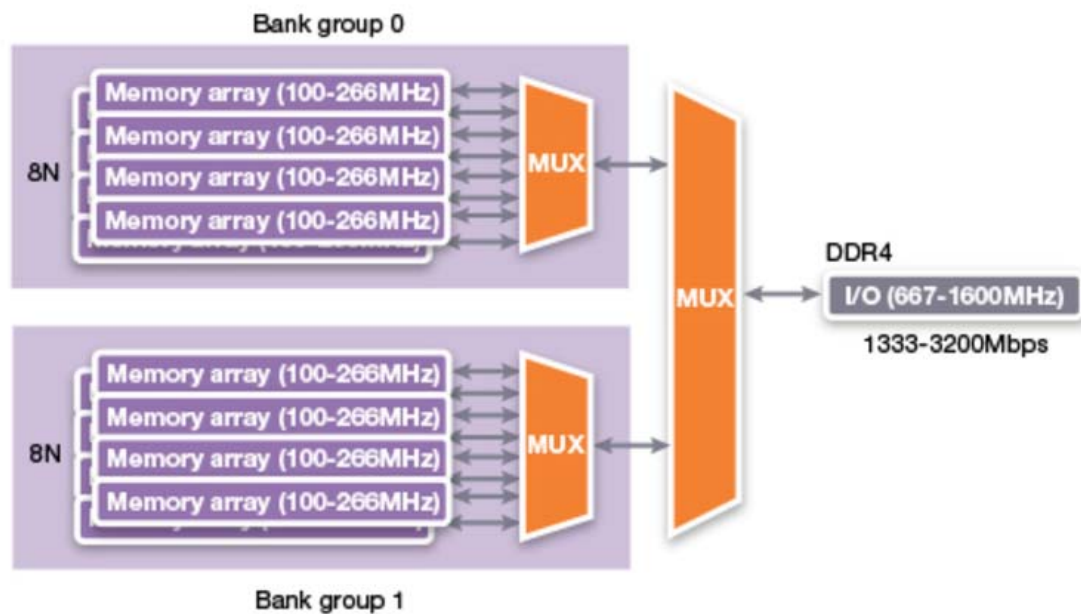 Bank group 0
Memory array (100-266MHz)
Memory array (100-266MHz)
8N
Memory array (100-266MHz)
Memory array (100-266MHz)
MUX
MUX
DDR4
I/O (667-1600MHz)
1333-3200Mbps
Memory array (100-266MHz)
Memory array (100-266MHz)
8N
Memory array (100-266MHz)
Memory array (100-266MHz)
MUX
Bank group 1